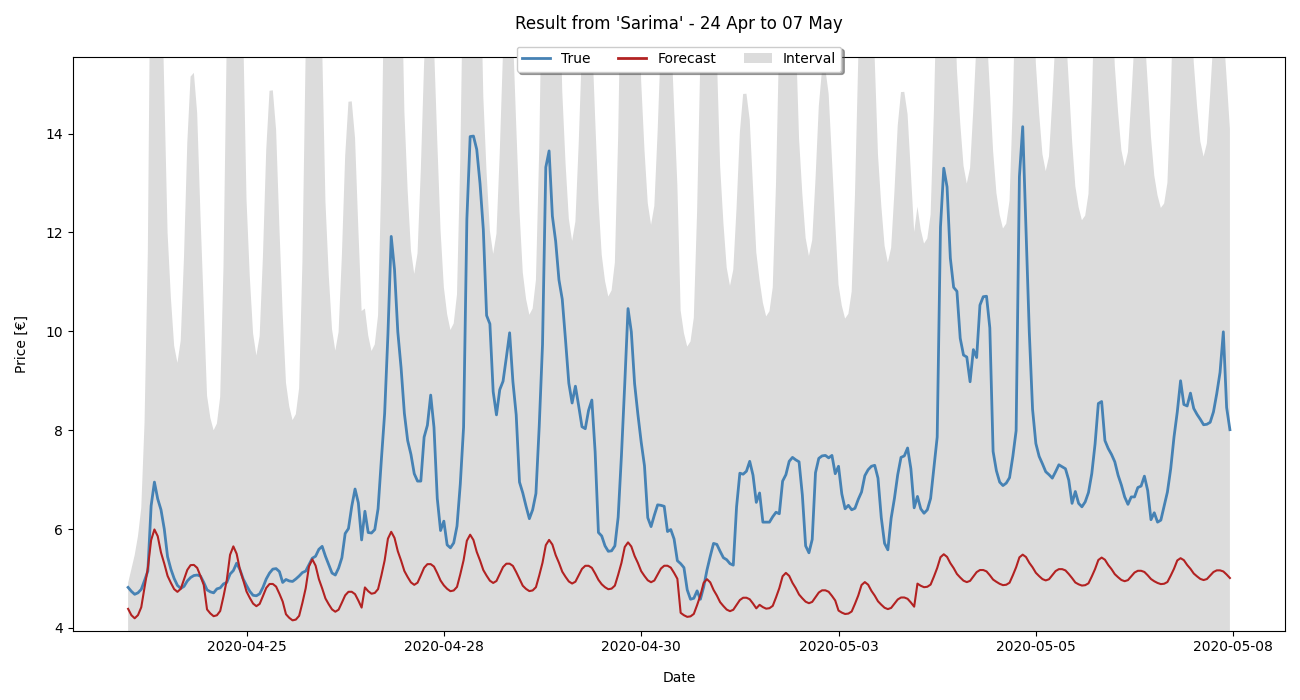 Result from 'Sarima' - 24 Apr to 07 May
True Forecast Interval
Price [€]
14
12
10
8
6
4
2020-04-25 2020-04-28 2020-04-30 2020-05-03 2020-05-05 2020-05-08
Date